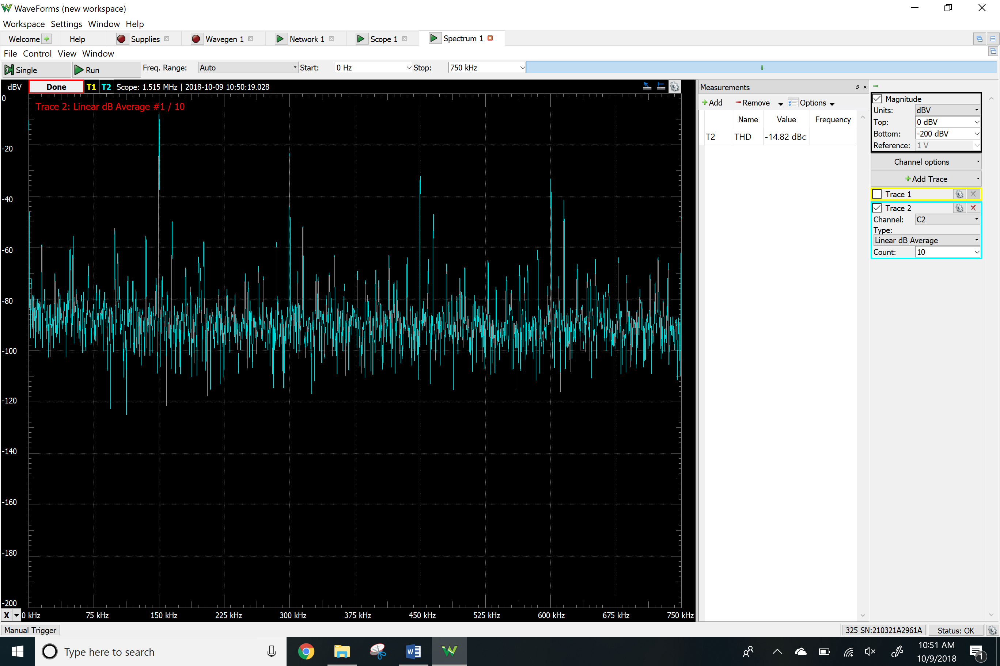 WaveForms (new workspace)
Workspace Settings Window Help
Welcome Help Supplies Wavegen 1 Network 1 Scope 1 Spectrum 1
File Control View Window
Single Run Freq. Range: Auto Start: 0 Hz Stop: 750 kHz
dBV Done T1 T2 Scope: 1.515 MHz | 2018-10-09 10:50:19.028
Trace 2: Linear dB Average #1 / 10
0
-20
-40
-60
-80
-100
-120
-140
-160
-180
-200
X 0 kHz 75 kHz 150 kHz 225 kHz 300 kHz 375 kHz 450 kHz 525 kHz 600 kHz 675 kHz 750 kHz
Measurements
Add Remove Options
Name Value Frequency
T2 THD -14.82 dBc
Magnitude
Units: dBV
Top: 0 dBV
Bottom: -200 dBV
Reference: 1 V
Channel options
Add Trace
Trace 1
Trace 2
Channel: C2
Type:
Linear dB Average
Count: 10
Manual Trigger 325 SN:210321A2961A Status: OK
Type here to search
10:51 AM
10/9/2018
1